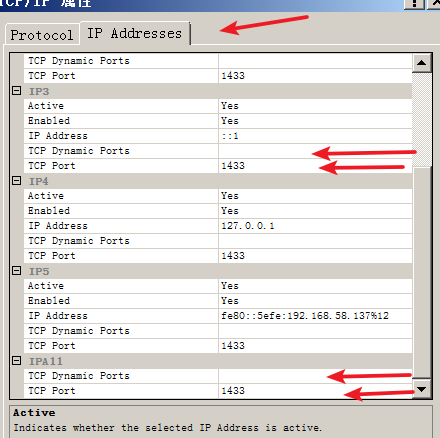 TCP/IP 属性
Protocol IP Addresses
TCP Dynamic Ports
TCP Port 1433
IP3
Active Yes
Enabled Yes
IP Address ::1
TCP Dynamic Ports
TCP Port 1433
IP4
Active Yes
Enabled Yes
IP Address 127.0.0.1
TCP Dynamic Ports
TCP Port 1433
IP5
Active Yes
Enabled Yes
IP Address fe80::5efe:192.168.58.137%12
TCP Dynamic Ports
TCP Port 1433
IPAll
TCP Dynamic Ports
TCP Port 1433
Active
Indicates whether the selected IP Address is active.